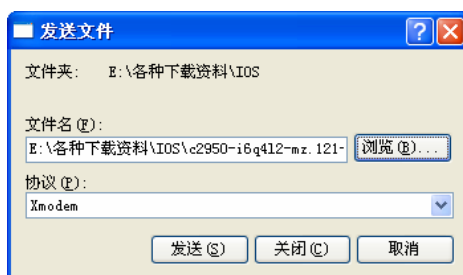 发送文件
文件夹: E:\各种下载资料\IOS
文件名(F):
E:\各种下载资料\IOS\c2950-i6q4l2-mz.121- 浏览(B)...
协议(P):
Xmodem
发送(S) 关闭(C) 取消